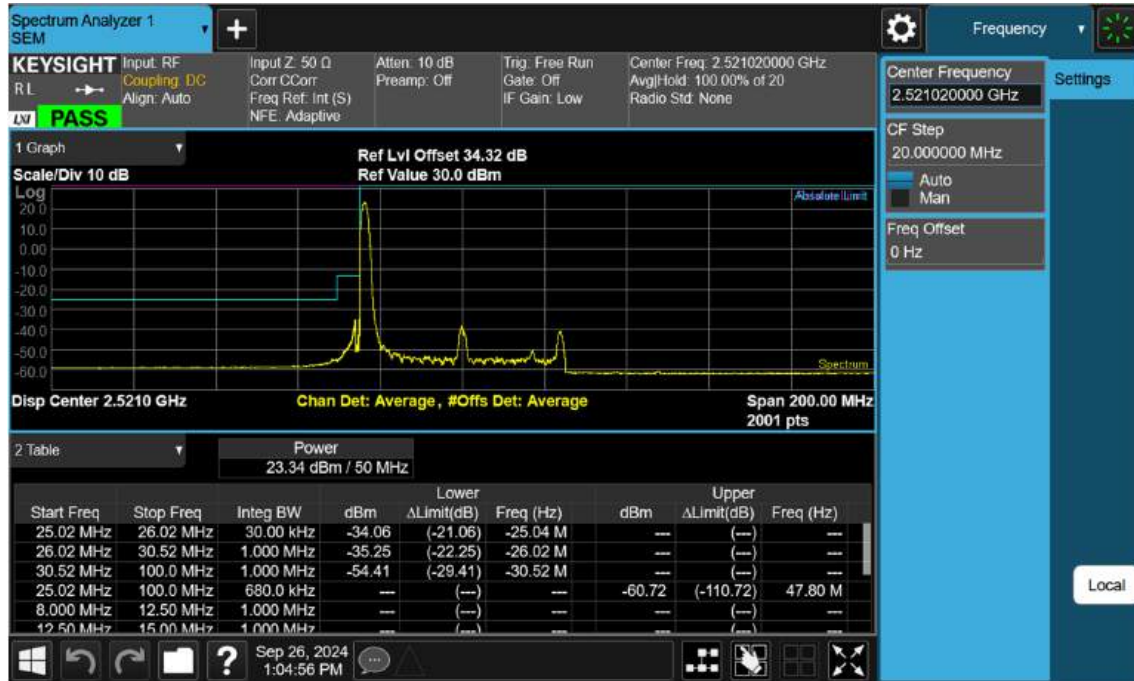 Spectrum Analyzer 1
SEM
+
Frequency
KEYSIGHT
RL
LXI PASS
Input: RF
Coupling: DC
Align: Auto
Input Z: 50 Ω
Corr CCorr
Freq Ref: Int (S)
NFE: Adaptive
Atten: 10 dB
Preamp: Off
Trig: Free Run
Gate: Off
IF Gain: Low
Center Freq: 2.521020000 GHz
Avg|Hold: 100.00% of 20
Radio Std: None
Center Frequency
2.521020000 GHz
Settings
CF Step
20.000000 MHz
Auto
Man
Freq Offset
0 Hz
Local
1 Graph
Scale/Div 10 dB
Ref Lvl Offset 34.32 dB
Ref Value 30.0 dBm
Log
Absolute Limit
20.0
10.0
0.00
-10.0
-20.0
-30.0
-40.0
-50.0
-60.0
Spectrum
Disp Center 2.5210 GHz
Chan Det: Average, #Offs Det: Average
Span 200.00 MHz
2001 pts
2 Table
Power
23.34 dBm / 50 MHz
Lower Upper
Start Freq Stop Freq Integ BW dBm ΔLimit(dB) Freq (Hz) dBm ΔLimit(dB) Freq (Hz)
25.02 MHz 26.02 MHz 30.00 kHz -34.06 (-21.06) -25.04 M --- (---) ---
26.02 MHz 30.52 MHz 1.000 MHz -35.25 (-22.25) -26.02 M --- (---) ---
30.52 MHz 100.0 MHz 1.000 MHz -54.41 (-29.41) -30.52 M --- (---) ---
25.02 MHz 100.0 MHz 680.0 kHz --- (---) --- -60.72 (-110.72) 47.80 M
8.000 MHz 12.50 MHz 1.000 MHz --- (---) --- --- (---) ---
12.50 MHz 15.00 MHz 1.000 MHz --- (---) --- --- (---) ---
?
Sep 26, 2024
1:04:56 PM